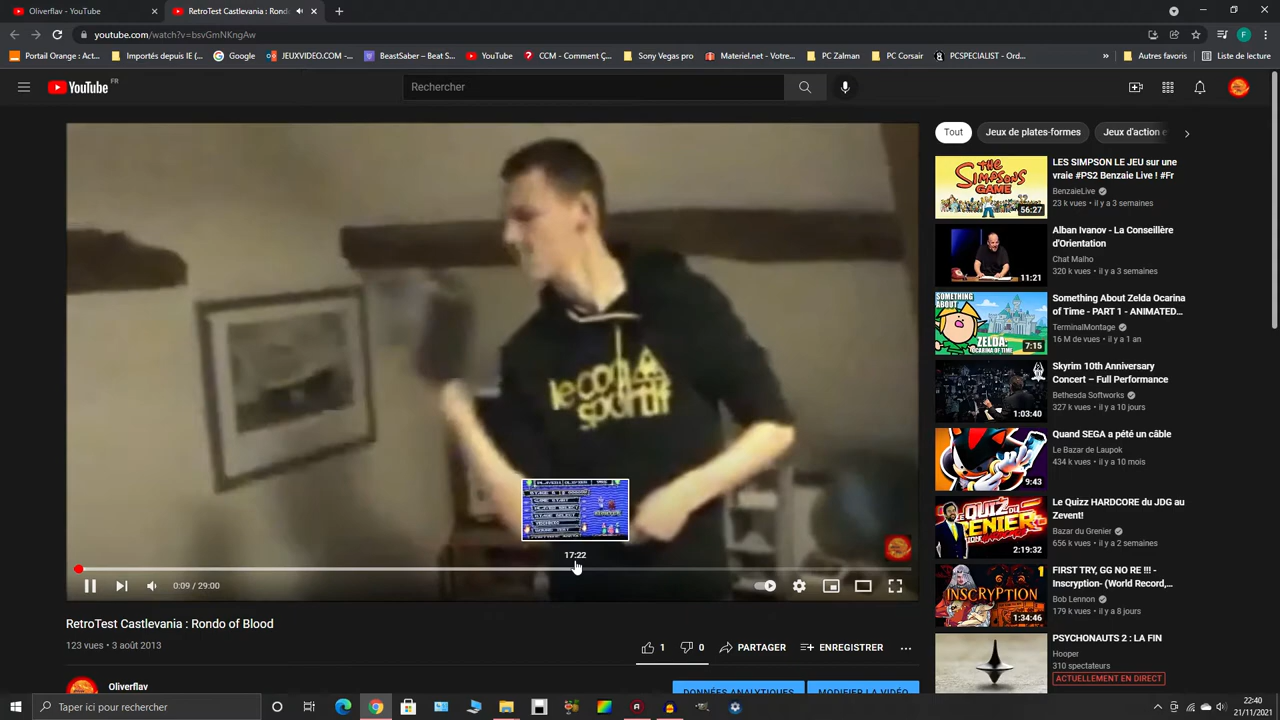 Oliverflav - YouTube
RetroTest Castlevania : Rondo
youtube.com/watch?v=bsvGmNKngAw
Portail Orange : Act...
Importés depuis IE (...
Google
JEUXVIDEO.COM - L...
BeastSaber – Beat S...
YouTube
CCM - Comment Ç...
Sony Vegas pro
Materiel.net - Votre...
PC Zalman
PC Corsair
PCSPECIALIST - Ord...
»
Autres favoris
Liste de lecture
YouTube FR
Rechercher
Tout
Jeux de plates-formes
Jeux d'action e
le coq sportif
17:22
0:09 / 29:00
THE SIMPSONS GAME
56:27
LES SIMPSON LE JEU sur une
vraie #PS2 Benzaie Live ! #Fr
BenzaieLive
23 k vues • il y a 3 semaines
11:21
Alban Ivanov - La Conseillère
d'Orientation
Chat Malho
320 k vues • il y a 3 semaines
SOMETHING ABOUT
ZELDA:
OCARINA OF TIME
7:15
Something About Zelda Ocarina
of Time - PART 1 - ANIMATED...
TerminalMontage
16 M de vues • il y a 1 an
1:03:40
Skyrim 10th Anniversary
Concert – Full Performance
Bethesda Softworks
327 k vues • il y a 10 jours
9:43
Quand SEGA a pété un câble
Le Bazar de Laupok
434 k vues • il y a 10 mois
LE QUIZ DU
GRENIER
2:19:32
Le Quizz HARDCORE du JDG au
Zevent!
Bazar du Grenier
656 k vues • il y a 2 semaines
INSCRYPTION
1
1:34:46
FIRST TRY, GG NO RE !!! -
Inscryption- (World Record,...
Bob Lennon
179 k vues • il y a 8 jours
PSYCHONAUTS 2 : LA FIN
Hooper
310 spectateurs
ACTUELLEMENT EN DIRECT
RetroTest Castlevania : Rondo of Blood
123 vues • 3 août 2013
1
0
PARTAGER
ENREGISTRER
Oliverflav
DONNÉES ANALYTIQUES
MODIFIER LA VIDÉO
Taper ici pour rechercher
22:40
21/11/2021